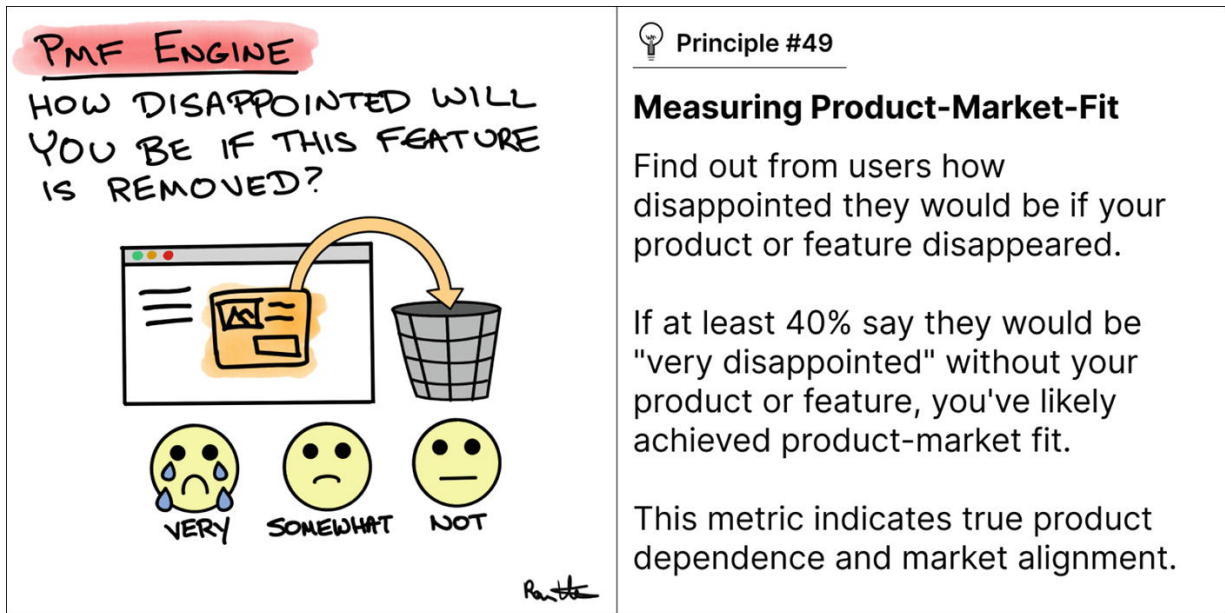 PMF ENGINE
HOW DISAPPOINTED WILL
YOU BE IF THIS FEATURE
IS REMOVED?
VERY SOMEWHAT NOT
Principle #49
Measuring Product-Market-Fit
Find out from users how
disappointed they would be if your
product or feature disappeared.
If at least 40% say they would be
"very disappointed" without your
product or feature, you've likely
achieved product-market fit.
This metric indicates true product
dependence and market alignment.